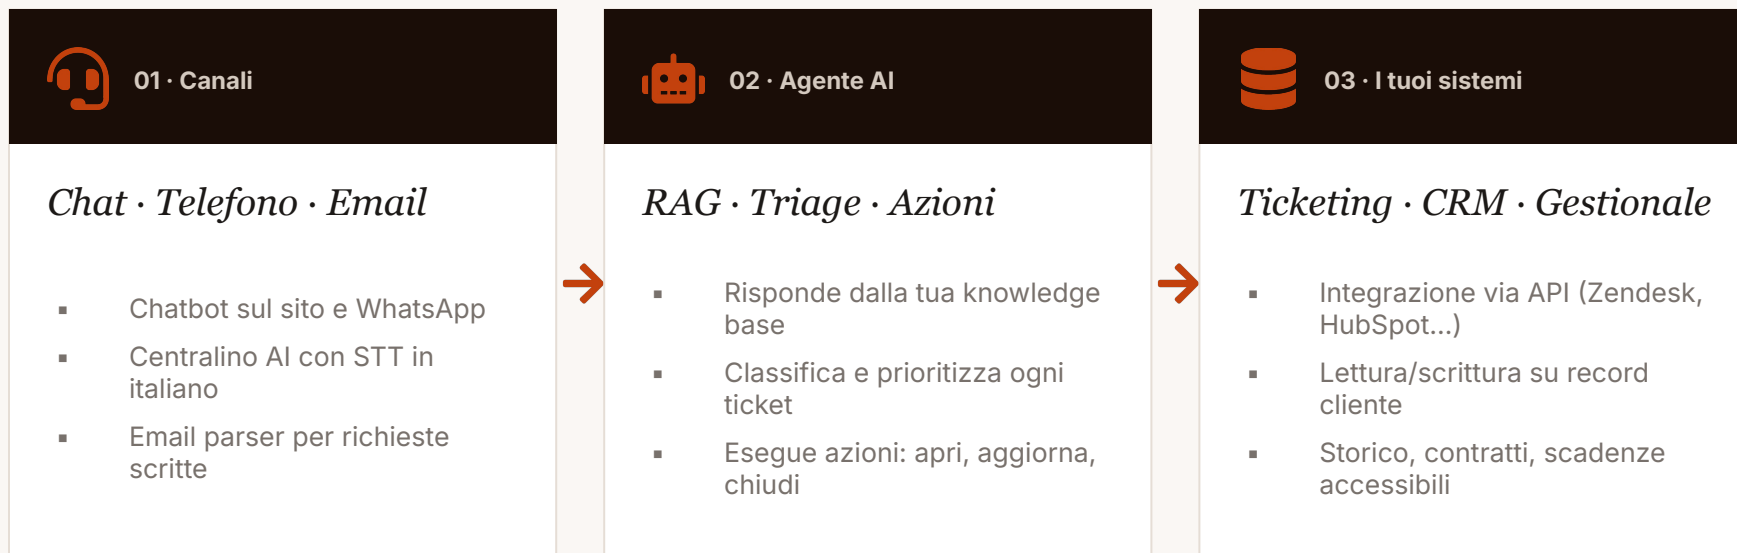 01 · Canali
Chat · Telefono · Email
▪ Chatbot sul sito e WhatsApp
▪ Centralino AI con STT in
italiano
▪ Email parser per richieste
scritte
02 · Agente AI
RAG · Triage · Azioni
▪ Risponde dalla tua knowledge
base
▪ Classifica e prioritizza ogni
ticket
▪ Esegue azioni: apri, aggiorna,
chiudi
03 · I tuoi sistemi
Ticketing · CRM · Gestionale
▪ Integrazione via API (Zendesk,
HubSpot...)
▪ Lettura/scrittura su record
cliente
▪ Storico, contratti, scadenze
accessibili